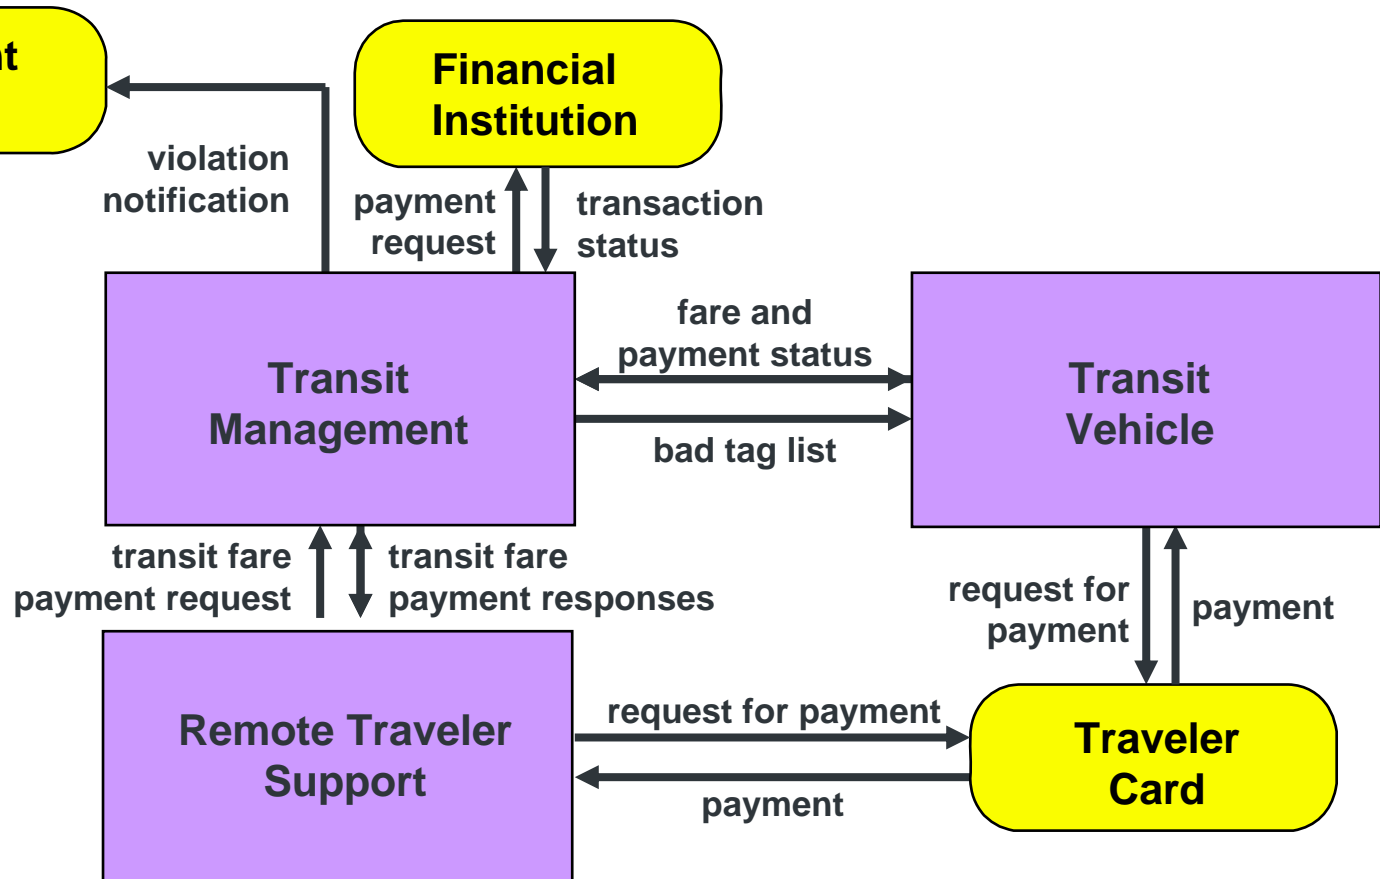 nt
Financial
Institution
violation
notification
payment
request
transaction
status
fare and
payment status
Transit
Management
Transit
Vehicle
bad tag list
transit fare
payment request
transit fare
payment responses
request for
payment
payment
Remote Traveler
Support
request for payment
payment
Traveler
Card